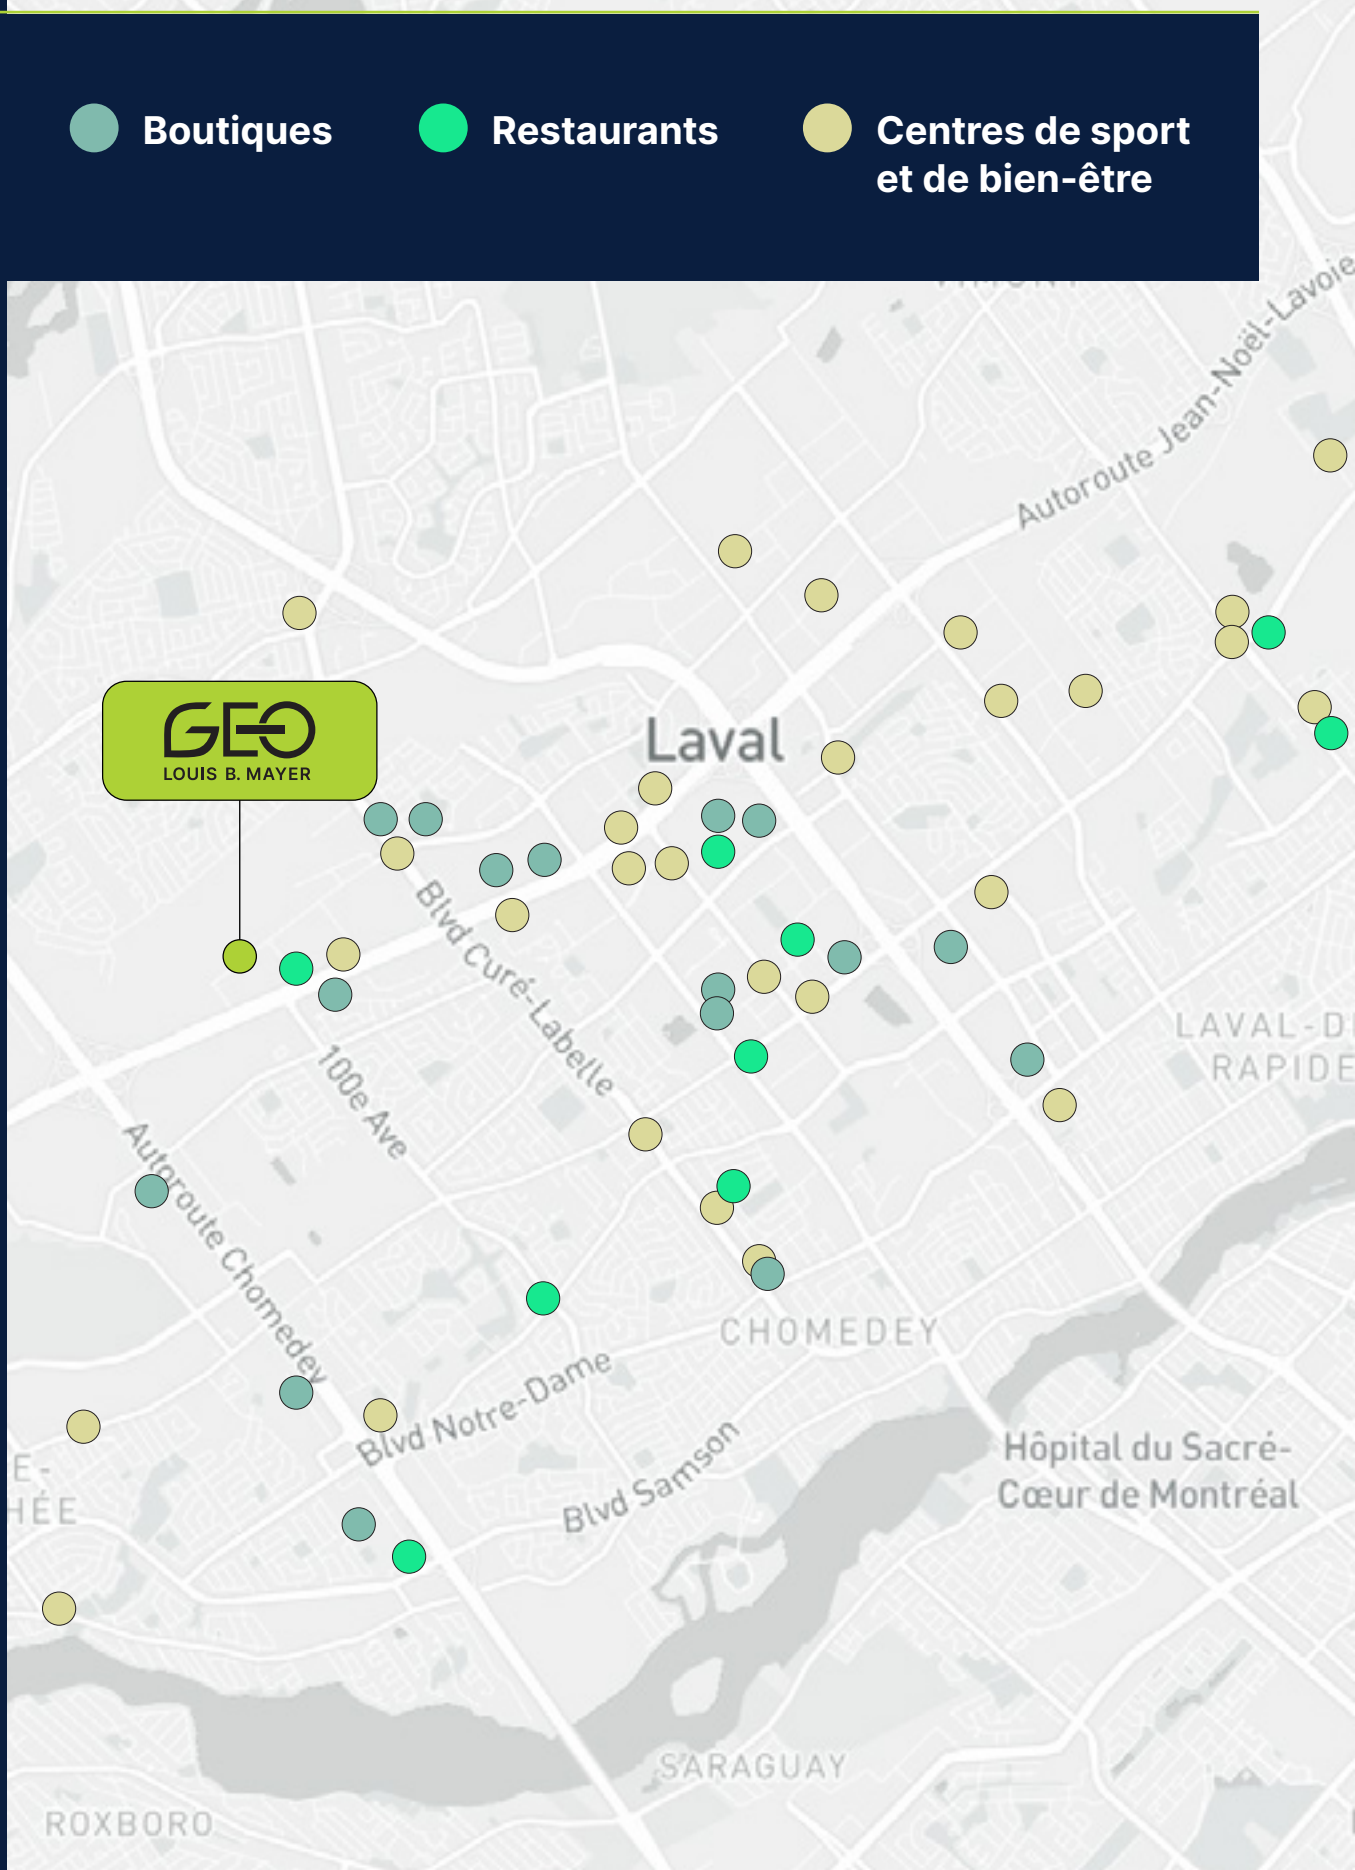 Boutiques
Restaurants
Centres de sport
et de bien-être
Autoroute Jean-Noël-Lavoie
GEO
LOUIS B. MAYER
Laval
Blvd Curé-Labelle
100e Ave
LAVAL-D
RAPIDE
Autoroute Chomedey
CHOMEDEY
Blvd Notre-Dame
Blvd Samson
Hôpital du Sacré-
Cœur de Montréal
E-
HÉE
SARAGUAY
ROXBORO